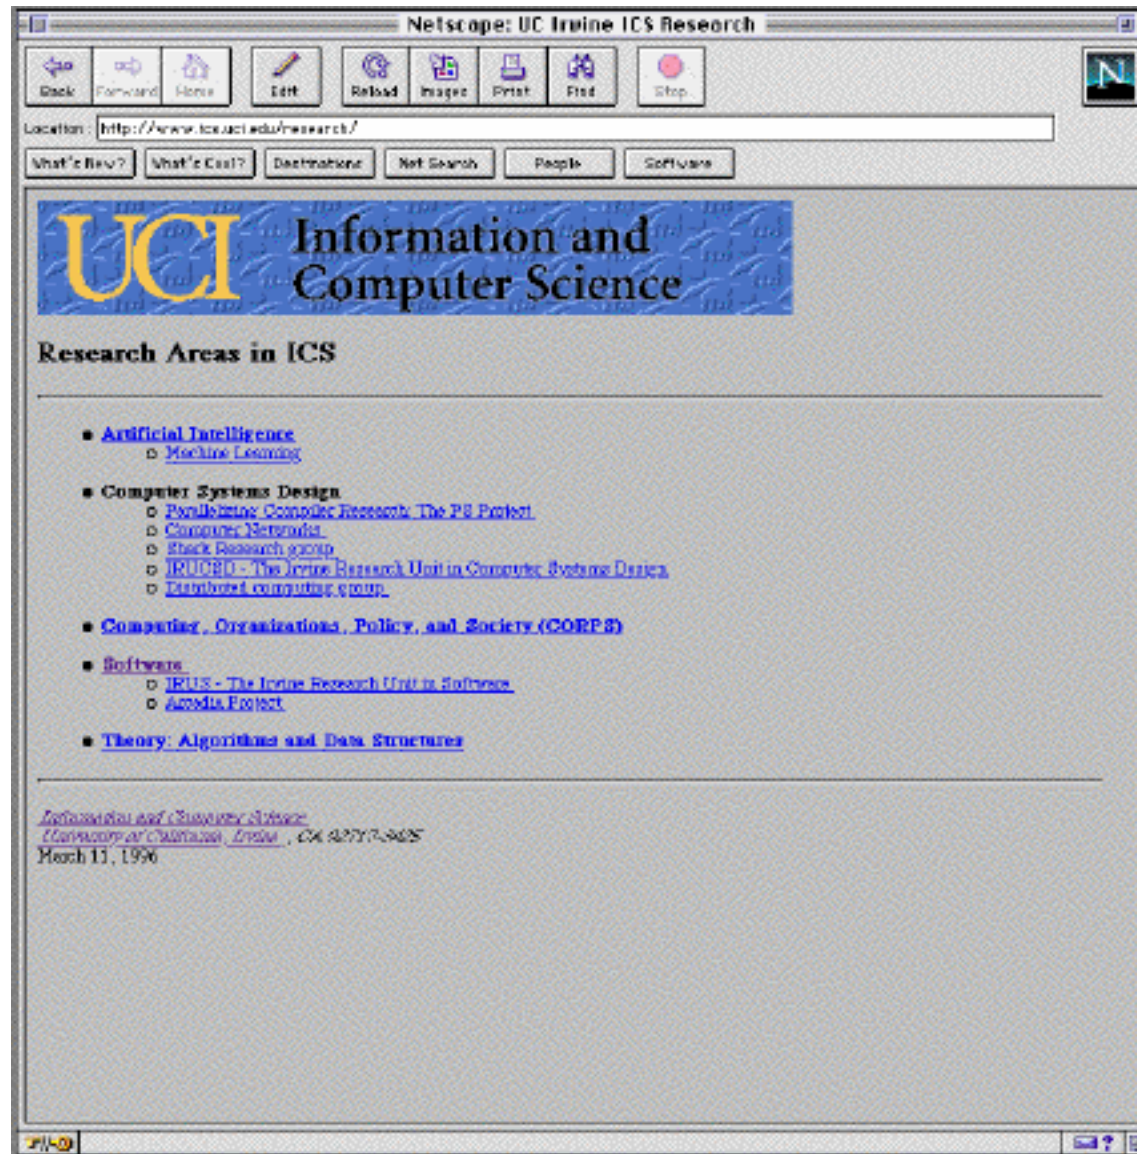 Netscape: UC Irvine ICS Research
Back Forward Home Edit Reload Images Print Find Stop
Location: http://www.ics.uci.edu/research/
What's New? What's Cool? Destinations Net Search People Software
UCI Information and
Computer Science
Research Areas in ICS
Artificial Intelligence
Machine Learning
Computer Systems Design
Parallelizing Compiler Research: The PS Project
Computer Networks
Shark Research group
IRUCSD - The Irvine Research Unit in Computer Systems Design
Distributed computing group
Computing, Organizations, Policy, and Society (CORPS)
Software
IRUS - The Irvine Research Unit in Software
Arcadia Project
Theory: Algorithms and Data Structures
Information and Computer Science
University of California, Irvine, CA 92717-3425
March 11, 1996
N